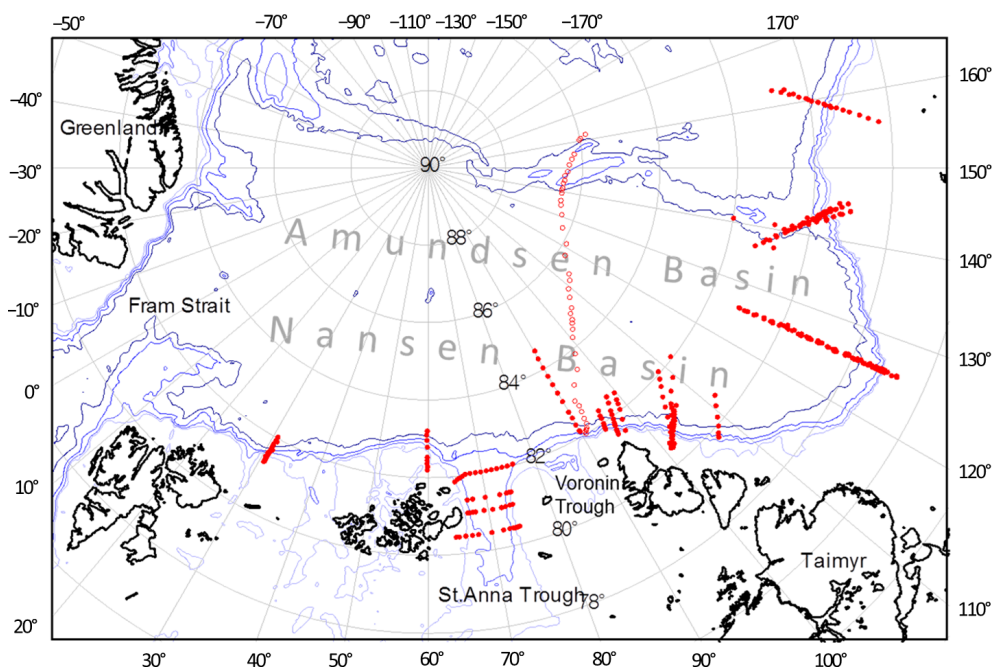 −50° −70° −90° −110° −130° −150° −170° 170°
160°
−40°
Greenland
90°
−30°
150°
−20°
88°
Amundsen Basin
140°
−10°
Fram Strait
86°
Nansen Basin
130°
0°
84°
82°
120°
10°
Voronin
Trough
80°
Taimyr
St.Anna Trough
78°
110°
20°
30° 40° 50° 60° 70° 80° 90° 100°